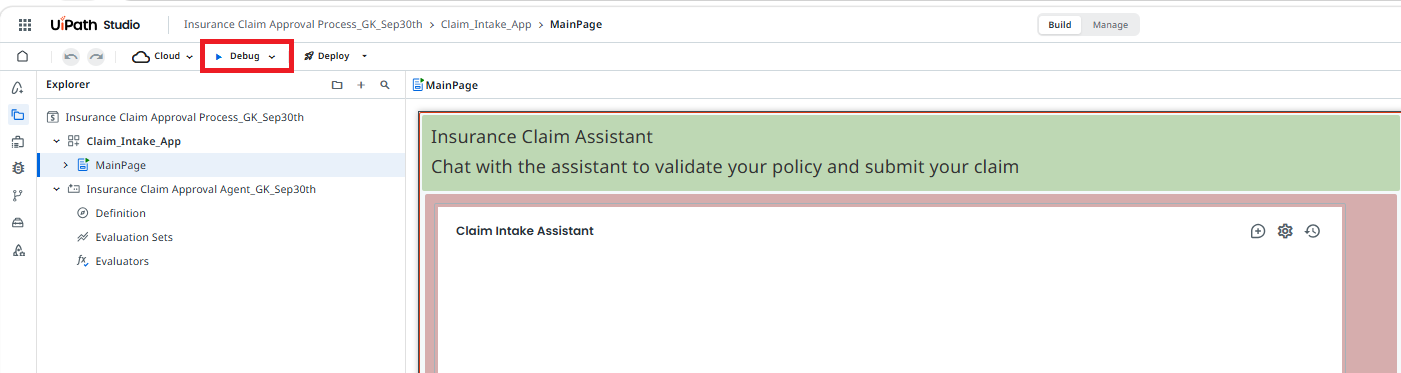 UiPath Studio
Insurance Claim Approval Process_GK_Sep30th > Claim_Intake_App > MainPage
Build
Manage
Cloud
Debug
Deploy
Explorer
MainPage
Insurance Claim Approval Process_GK_Sep30th
Claim_Intake_App
MainPage
Insurance Claim Approval Agent_GK_Sep30th
Definition
Evaluation Sets
Evaluators
Insurance Claim Assistant
Chat with the assistant to validate your policy and submit your claim
Claim Intake Assistant